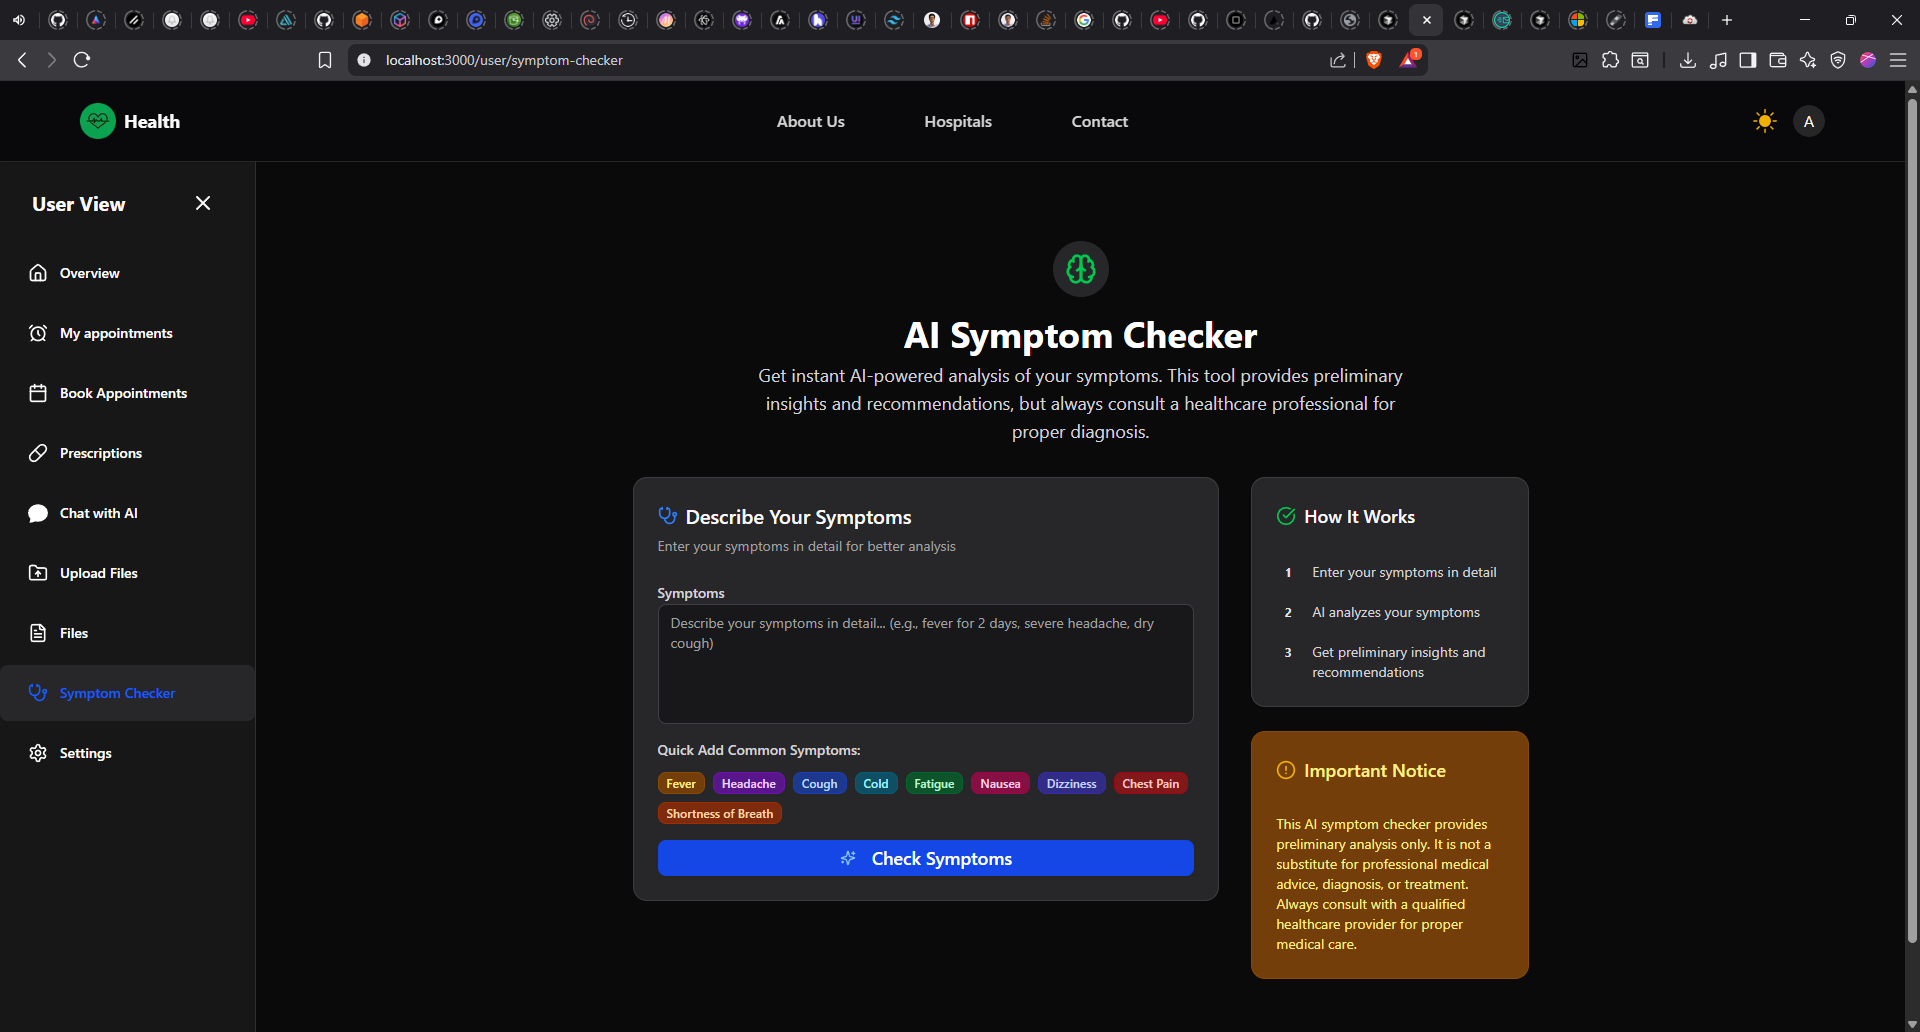 localhost:3000/user/symptom-checker
1
Health
About Us
Hospitals
Contact
A
User View
Overview
My appointments
Book Appointments
Prescriptions
Chat with AI
Upload Files
Files
Symptom Checker
Settings
AI Symptom Checker
Get instant AI-powered analysis of your symptoms. This tool provides preliminary
insights and recommendations, but always consult a healthcare professional for
proper diagnosis.
Describe Your Symptoms
Enter your symptoms in detail for better analysis
Symptoms
Describe your symptoms in detail... (e.g., fever for 2 days, severe headache, dry
cough)
Quick Add Common Symptoms:
Fever Headache Cough Cold Fatigue Nausea Dizziness Chest Pain
Shortness of Breath
Check Symptoms
How It Works
1 Enter your symptoms in detail
2 AI analyzes your symptoms
3 Get preliminary insights and
recommendations
Important Notice
This AI symptom checker provides
preliminary analysis only. It is not a
substitute for professional medical
advice, diagnosis, or treatment.
Always consult with a qualified
healthcare provider for proper
medical care.